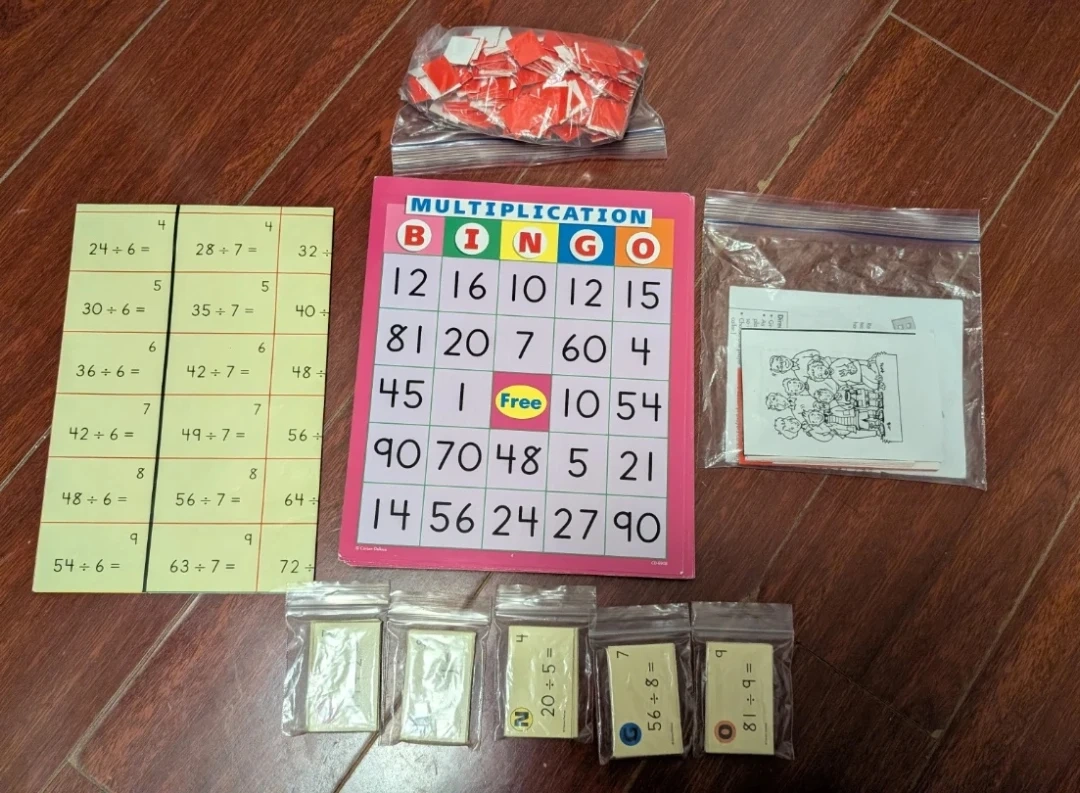 MULTIPLICATION
B I N G O
12 16 10 12 15
81 20 7 60 4
45 1 Free 10 54
90 70 48 5 21
14 56 24 27 90
4 4
24 ÷ 6 = 28 ÷ 7 = 32 ÷
5 5
30 ÷ 6 = 35 ÷ 7 = 40 ÷
6 6
36 ÷ 6 = 42 ÷ 7 = 48 ÷
7 7
42 ÷ 6 = 49 ÷ 7 = 56 ÷
8 8
48 ÷ 6 = 56 ÷ 7 = 64 ÷
9 9
54 ÷ 6 = 63 ÷ 7 = 72 ÷
N 20 ÷ 5 = 4
G 56 ÷ 8 = 7
O 81 ÷ 9 = 9